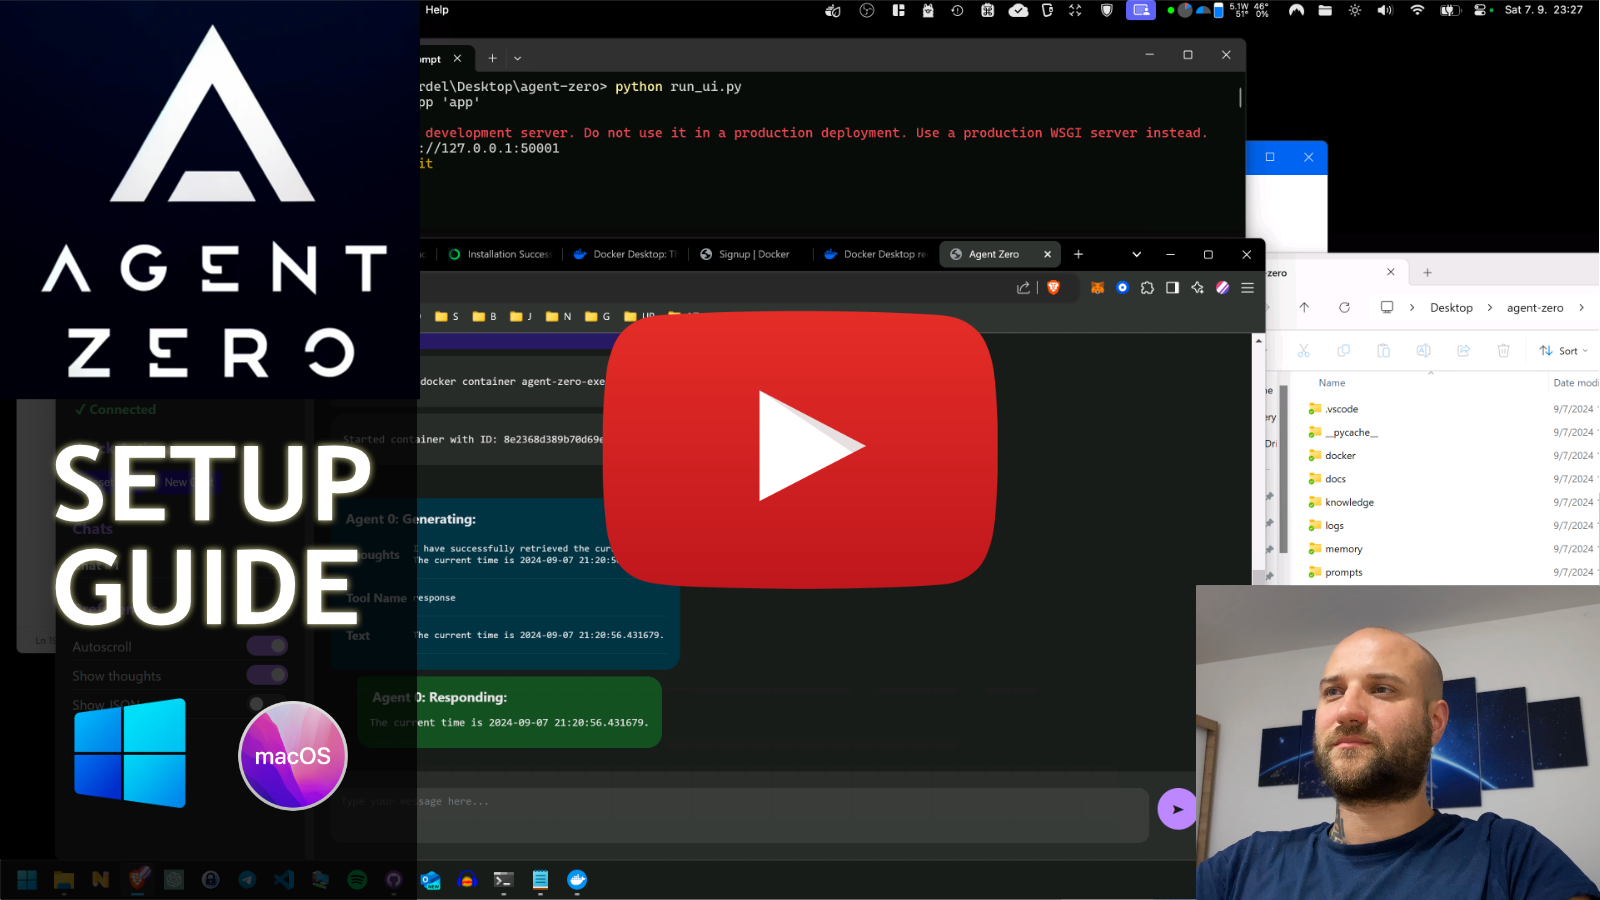 Help
5.1W 46°
51° 0%
Sat 7. 9. 23:27
AGENT
ZERO
SETUP
GUIDE
macOS
mpt
rdel\Desktop\agent-zero> python run_ui.py
pp 'app'
development server. Do not use it in a production deployment. Use a production WSGI server instead.
://127.0.0.1:50001
it
Installation Succes
Docker Desktop: T
Signup | Docker
Docker Desktop re
Agent Zero
S
B
J
N
G
docker container agent-zero-exe
Started container with ID: 8e2368d389b70d69e
Agent 0: Generating:
Thoughts
I have successfully retrieved the cur
The current time is 2024-09-07 21:20:5
Tool Name
response
Text
The current time is 2024-09-07 21:20:56.431679.
Agent 0: Responding:
The current time is 2024-09-07 21:20:56.431679.
Type your message here...
✓ Connected
New
Chats
Autoscroll
Show thoughts
Show JSON
zero
Desktop
agent-zero
Sort
Name
Date modi
.vscode
9/7/2024
__pycache__
9/7/2024
docker
9/7/2024
docs
9/7/2024
knowledge
9/7/2024
logs
9/7/2024
memory
9/7/2024
prompts
9/7/2024